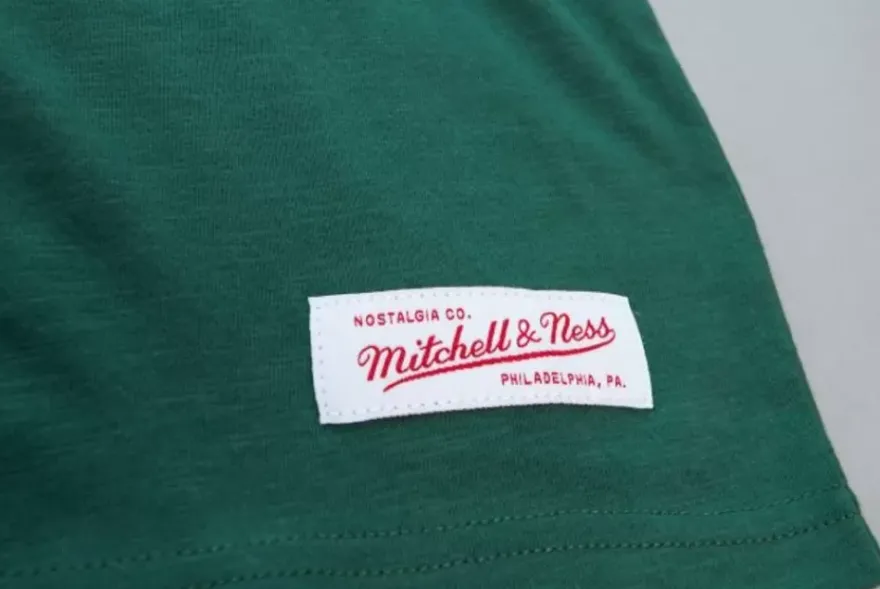 NOSTALGIA CO.
Mitchell & Ness
PHILADELPHIA, PA.